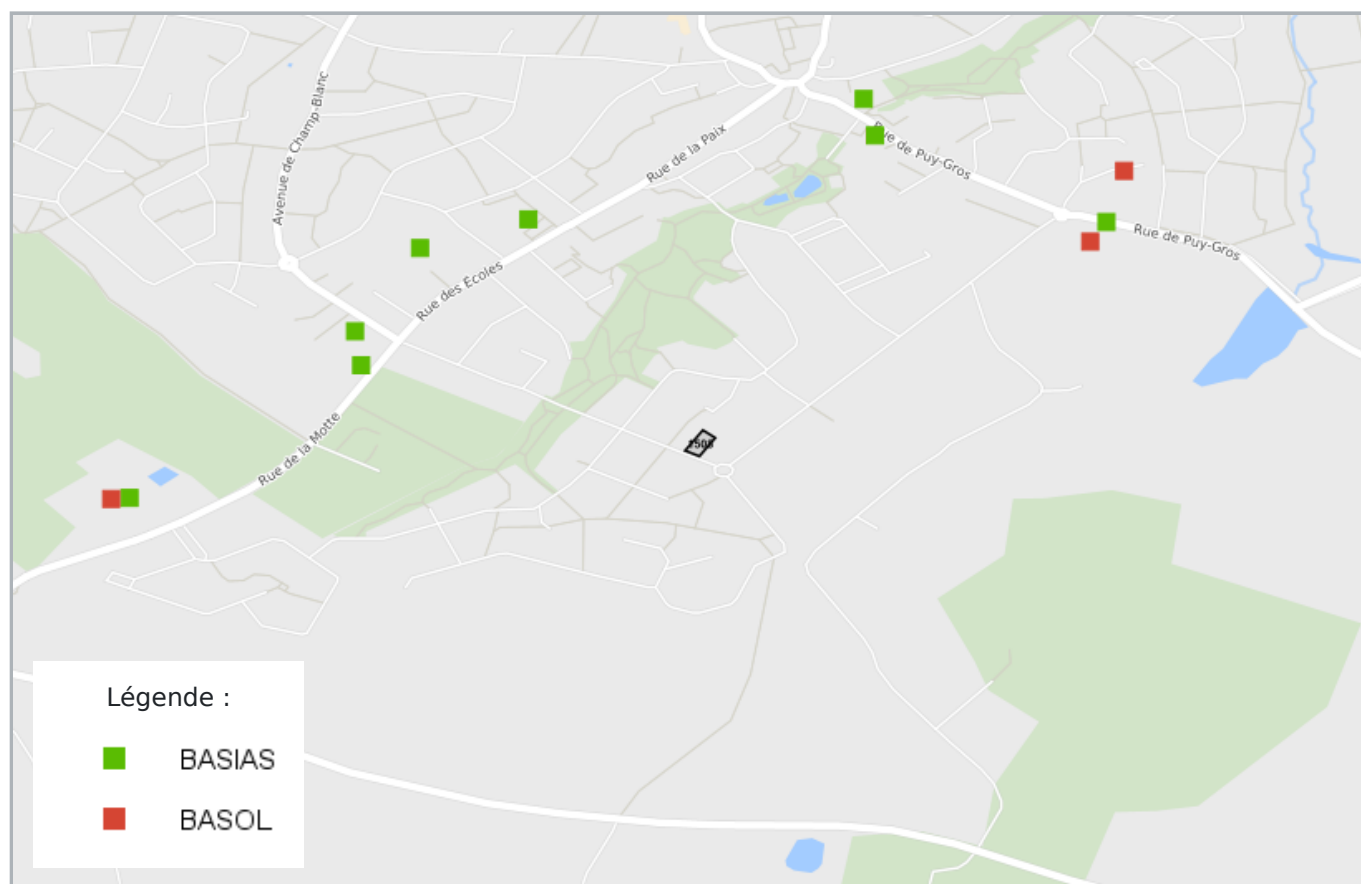 Avenue de Champ-Blanc
Rue de la Paix
Rue de Puy-Gros
Rue de Puy-Gros
Rue des Ecoles
Rue de la Motte
Légende :
BASIAS
BASOL